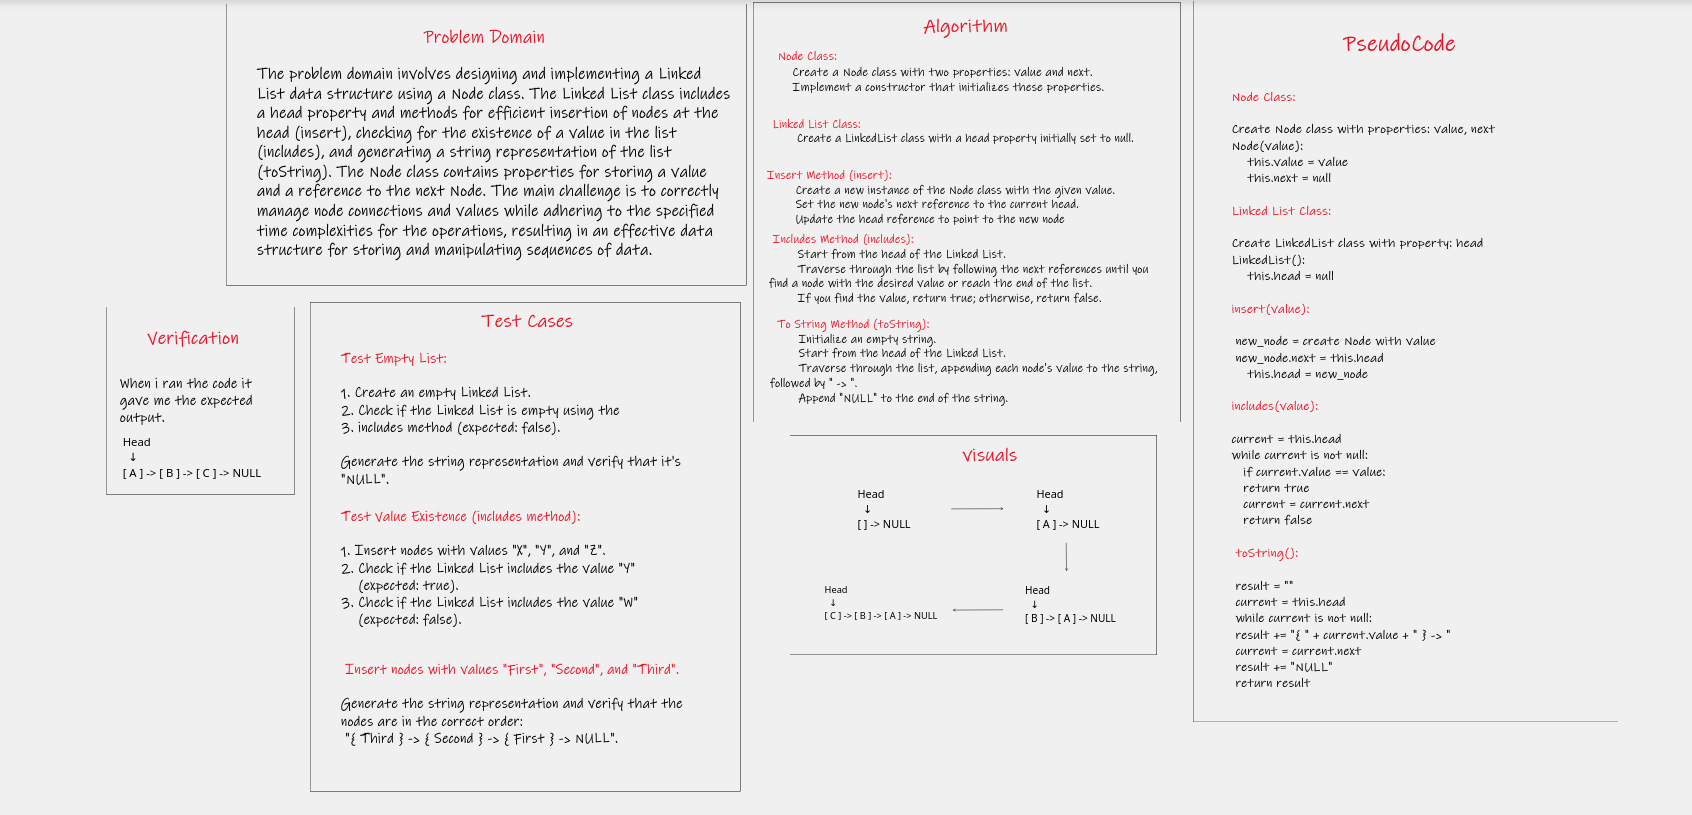 Problem Domain
The problem domain involves designing and implementing a Linked
List data structure using a Node class. The Linked List class includes
a head property and methods for efficient insertion of nodes at the
head (insert), checking for the existence of a value in the list
(includes), and generating a string representation of the list
(toString). The Node class contains properties for storing a value
and a reference to the next Node. The main challenge is to correctly
manage node connections and values while adhering to the specified
time complexities for the operations, resulting in an effective data
structure for storing and manipulating sequences of data.
Verification
When i ran the code it
gave me the expected
output.
Head
↓
[ A ] -> [ B ] -> [ C ] -> NULL
Test Cases
Test Empty List:
1. Create an empty Linked List.
2. Check if the Linked List is empty using the
3. includes method (expected: false).
Generate the string representation and verify that it's
"NULL".
Test Value Existence (includes method):
1. Insert nodes with values "X", "Y", and "Z".
2. Check if the Linked List includes the value "Y"
(expected: true).
3. Check if the Linked List includes the value "W"
(expected: false).
Insert nodes with values "First", "Second", and "Third".
Generate the string representation and verify that the
nodes are in the correct order:
"{ Third } -> { Second } -> { First } -> NULL".
Algorithm
Node Class:
Create a Node class with two properties: value and next.
Implement a constructor that initializes these properties.
Linked List Class:
Create a LinkedList class with a head property initially set to null.
Insert Method (insert):
Create a new instance of the Node class with the given value.
Set the new node's next reference to the current head.
Update the head reference to point to the new node
Includes Method (includes):
Start from the head of the Linked List.
Traverse through the list by following the next references until you
find a node with the desired value or reach the end of the list.
If you find the value, return true; otherwise, return false.
To String Method (toString):
Initialize an empty string.
Start from the head of the Linked List.
Traverse through the list, appending each node's value to the string,
followed by " -> ".
Append "NULL" to the end of the string.
Visuals
Head
↓
[ ] -> NULL
Head
↓
[ A ] -> NULL
Head
↓
[ B ] -> [ A ] -> NULL
Head
↓
[ C ] -> [ B ] -> [ A ] -> NULL
PseudoCode
Node Class:
Create Node class with properties: value, next
Node(value):
this.value = value
this.next = null
Linked List Class:
Create LinkedList class with property: head
LinkedList():
this.head = null
insert(value):
new_node = create Node with value
new_node.next = this.head
this.head = new_node
includes(value):
current = this.head
while current is not null:
if current.value == value:
return true
current = current.next
return false
toString():
result = ""
current = this.head
while current is not null:
result += "{ " + current.value + " } -> "
current = current.next
result += "NULL"
return result